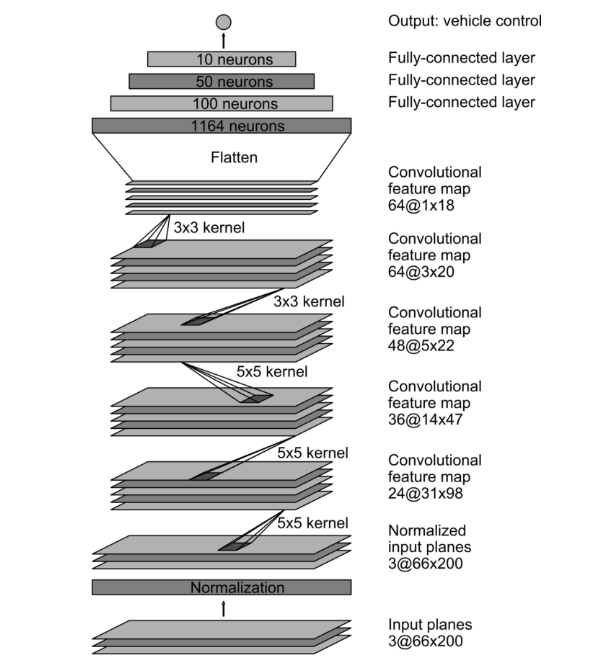 Output: vehicle control
10 neurons
Fully-connected layer
50 neurons
Fully-connected layer
100 neurons
Fully-connected layer
1164 neurons
Flatten
Convolutional
feature map
64@1x18
3x3 kernel
Convolutional
feature map
64@3x20
3x3 kernel
Convolutional
feature map
48@5x22
5x5 kernel
Convolutional
feature map
36@14x47
5x5 kernel
Convolutional
feature map
24@31x98
5x5 kernel
Normalized
input planes
3@66x200
Normalization
Input planes
3@66x200